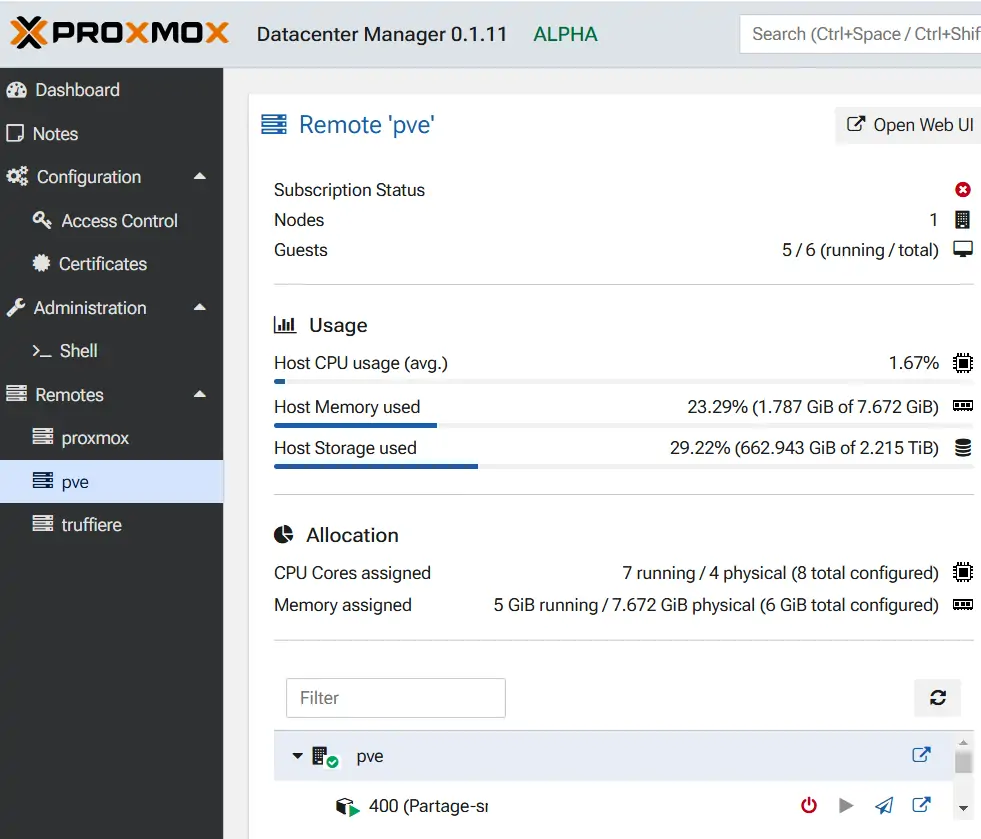 PROXMOX Datacenter Manager 0.1.11 ALPHA Search (Ctrl+Space / Ctrl+Shif
Dashboard
Notes
Configuration
Access Control
Certificates
Administration
Shell
Remotes
proxmox
pve
truffiere
Remote 'pve' Open Web UI
Subscription Status
Nodes 1
Guests 5 / 6 (running / total)
Usage
Host CPU usage (avg.) 1.67%
Host Memory used 23.29% (1.787 GiB of 7.672 GiB)
Host Storage used 29.22% (662.943 GiB of 2.215 TiB)
Allocation
CPU Cores assigned 7 running / 4 physical (8 total configured)
Memory assigned 5 GiB running / 7.672 GiB physical (6 GiB total configured)
Filter
pve
400 (Partage-